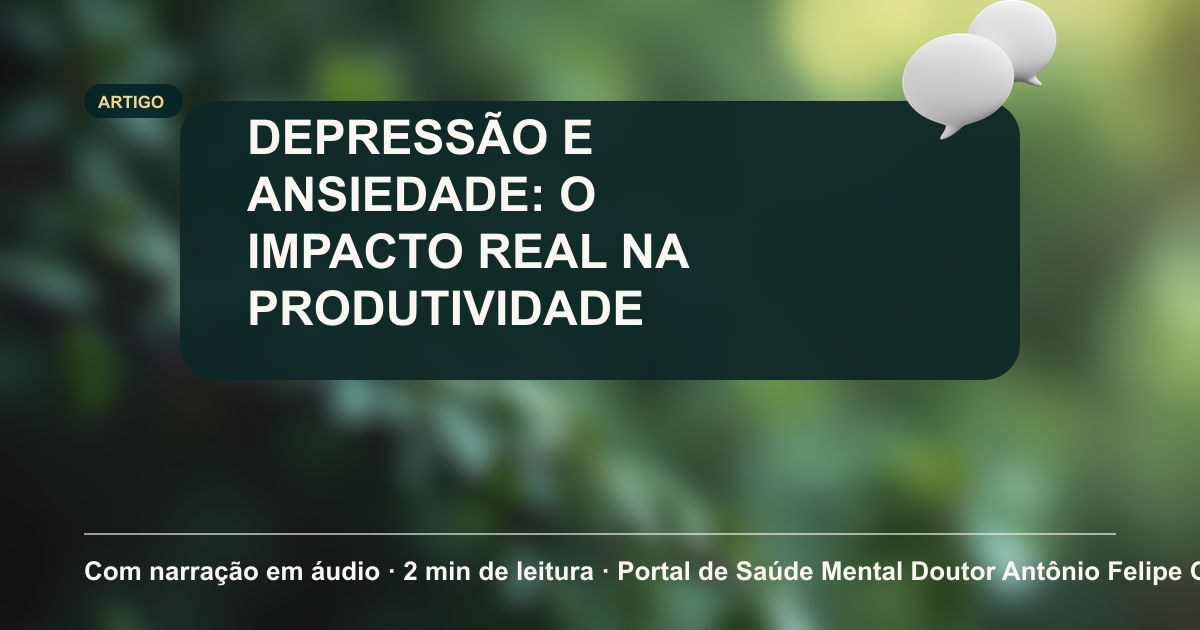 ARTIGO
DEPRESSÃO E
ANSIEDADE: O
IMPACTO REAL NA
PRODUTIVIDADE
Com narração em áudio · 2 min de leitura · Portal de Saúde Mental Doutor Antônio Felipe